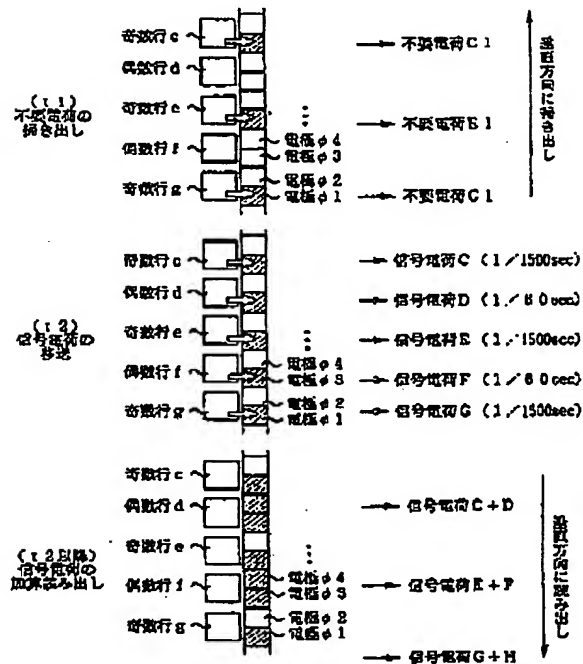 奇数行c
不要電荷C1
偶数行d
(t1)
不要電荷の
掃き出し
奇数行e
不要電荷E1
垂直方向に掃き出し
偶数行f
電極φ4
電極φ3
奇数行g
電極φ2
電極φ1
不要電荷G1
奇数行c
信号電荷C (1/1500sec)
偶数行d
信号電荷D (1/60sec)
(t2)
信号電荷の
移送
奇数行e
信号電荷E (1/1500sec)
偶数行f
電極φ4
電極φ3
信号電荷F (1/60sec)
奇数行g
電極φ2
電極φ1
信号電荷G (1/1500sec)
奇数行c
偶数行d
信号電荷C+D
(t2以降)
信号電荷の
加算読み出し
奇数行e
垂直方向に読み出し
偶数行f
電極φ4
電極φ3
信号電荷E+F
奇数行g
電極φ2
電極φ1
信号電荷G+H